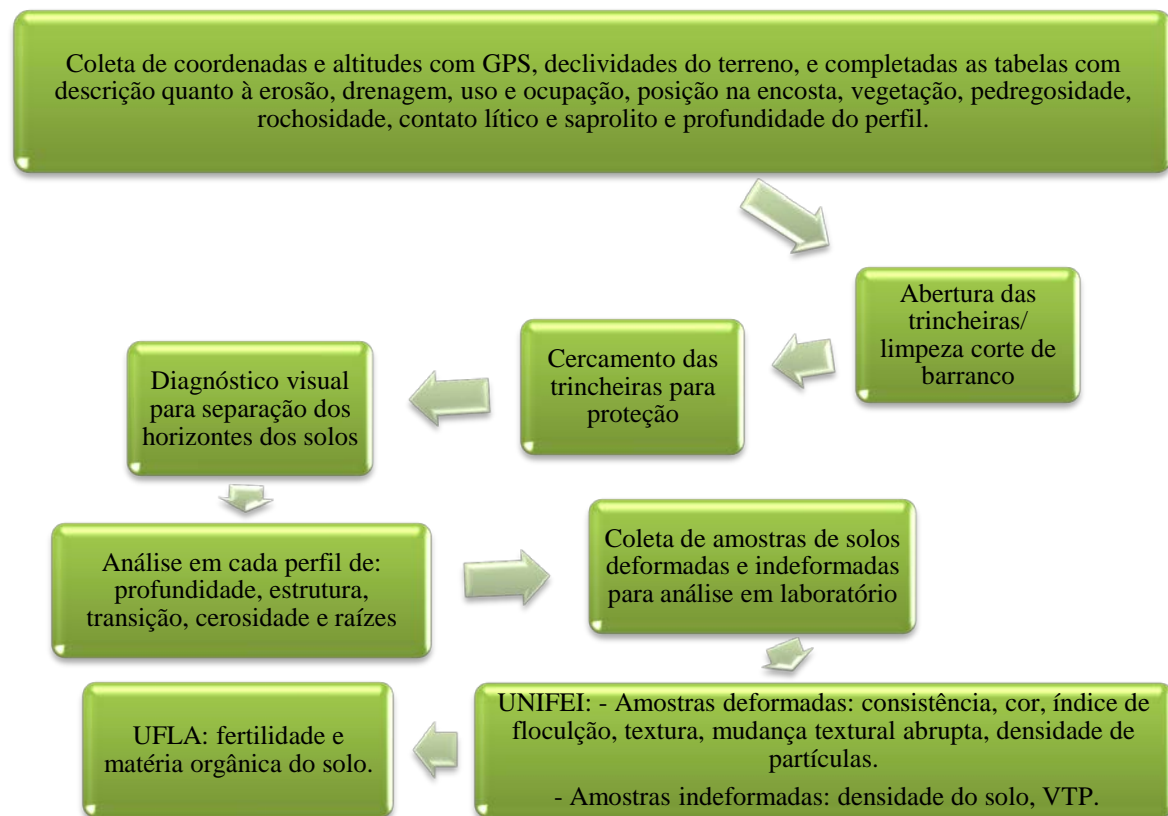 Coleta de coordenadas e altitudes com GPS, declividades do terreno, e completadas as tabelas com
descrição quanto à erosão, drenagem, uso e ocupação, posição na encosta, vegetação, pedregosidade,
rochosidade, contato lítico e saprolito e profundidade do perfil.
Abertura das
trincheiras/
limpeza corte de
barranco
Cercamento das
trincheiras para
proteção
Diagnóstico visual
para separação dos
horizontes dos solos
Análise em cada perfil de:
profundidade, estrutura,
transição, cerosidade e raízes
Coleta de amostras de solos
deformadas e indeformadas
para análise em laboratório
UNIFEI: - Amostras deformadas: consistência, cor, índice de
floculção, textura, mudança textural abrupta, densidade de
partículas.
- Amostras indeformadas: densidade do solo, VTP.
UFLA: fertilidade e
matéria orgânica do solo.